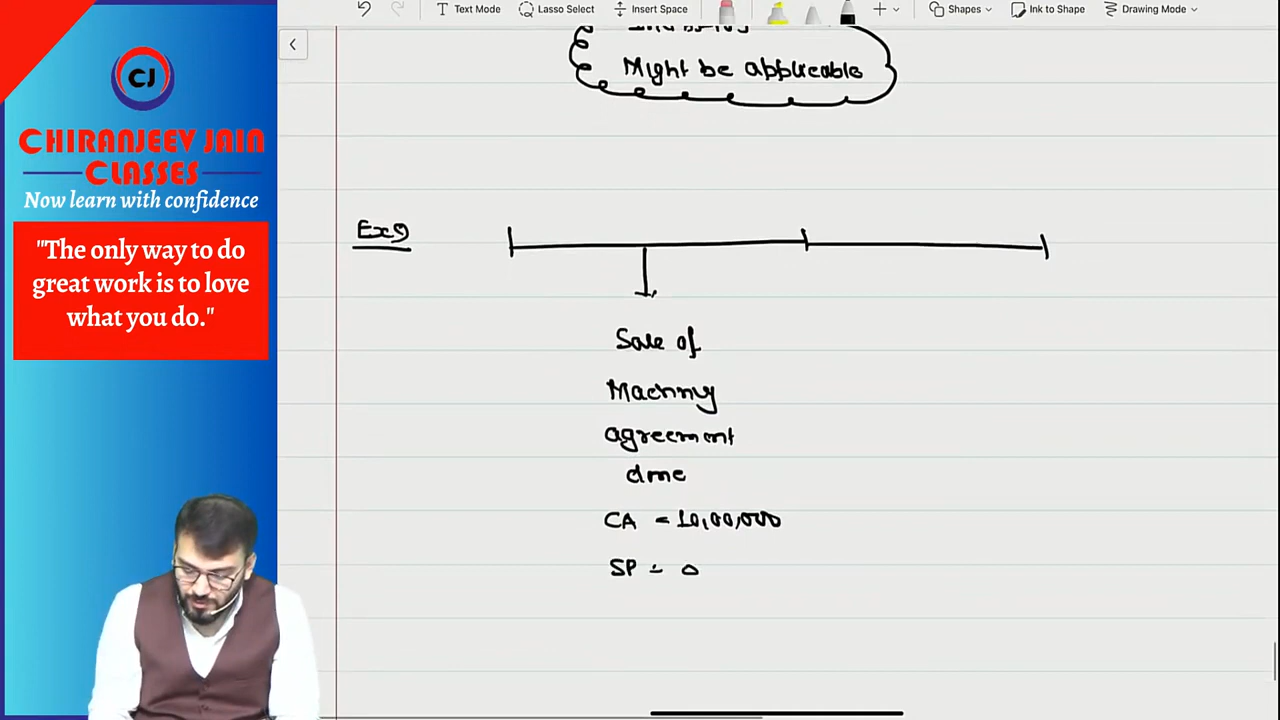 Text Mode
Lasso Select
Insert Space
Shapes
Ink to Shape
Drawing Mode
CJ
CHIRANJEEV JAIN
CLASSES
Now learn with confidence
"The only way to do
great work is to love
what you do."
Might be applicable
Ex9
Sale of
Machinry
agreement
done
CA = 10,00,000
SP = 0